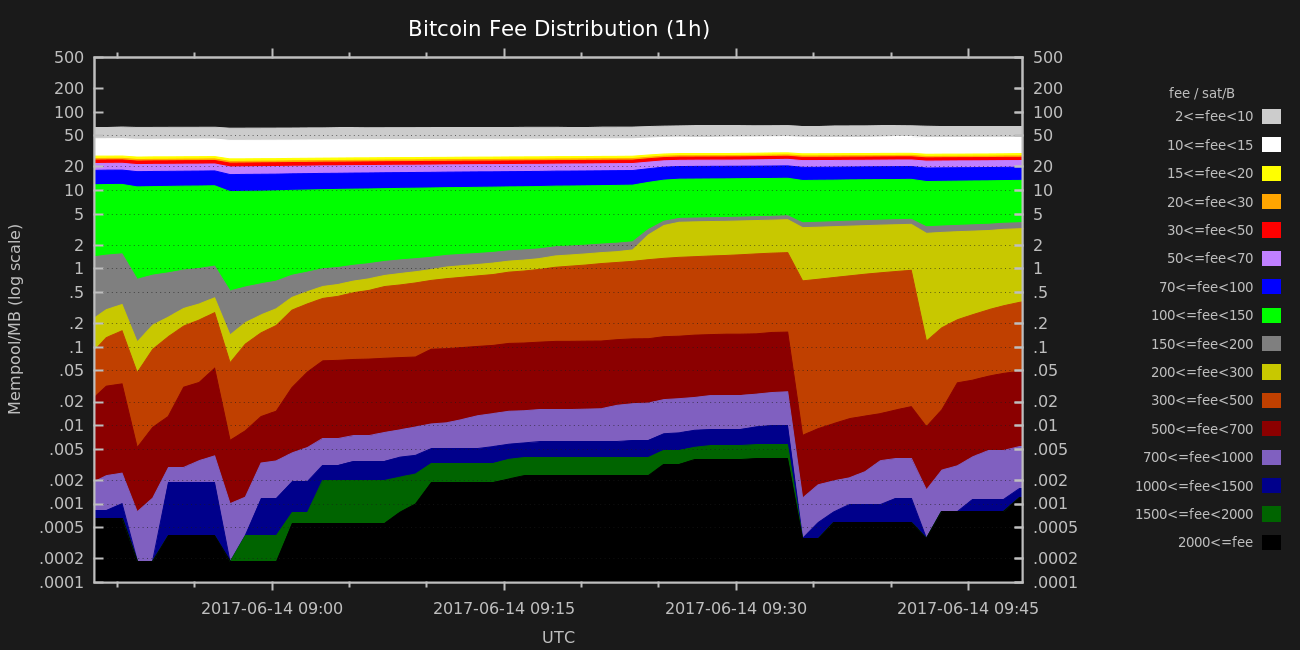 Bitcoin Fee Distribution (1h)
500
200
100
50
20
10
5
2
1
.5
.2
.1
.05
.02
.01
.005
.002
.001
.0005
.0002
.0001
Mempool/MB (log scale)
500
200
100
50
20
10
5
2
1
.5
.2
.1
.05
.02
.01
.005
.002
.001
.0005
.0002
.0001
2017-06-14 09:00
2017-06-14 09:15
2017-06-14 09:30
2017-06-14 09:45
UTC
fee / sat/B
2<=fee<10
10<=fee<15
15<=fee<20
20<=fee<30
30<=fee<50
50<=fee<70
70<=fee<100
100<=fee<150
150<=fee<200
200<=fee<300
300<=fee<500
500<=fee<700
700<=fee<1000
1000<=fee<1500
1500<=fee<2000
2000<=fee